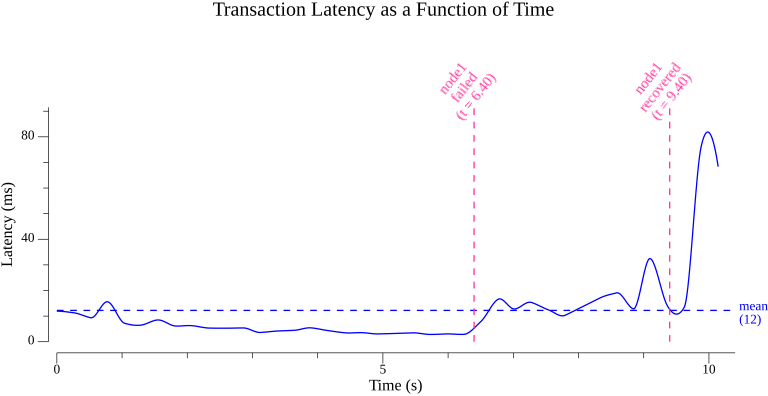 Transaction Latency as a Function of Time
node1
failed
(t = 6.40)
node1
recovered
(t = 9.40)
80
40
0
Latency (ms)
mean
(12)
0
5
10
Time (s)